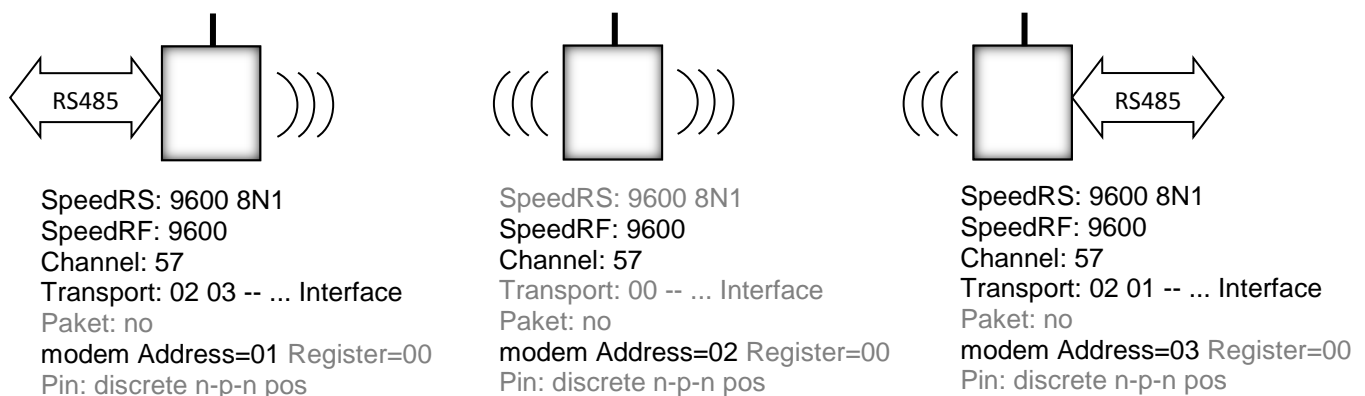 RS485
RS485
SpeedRS: 9600 8N1
SpeedRF: 9600
Channel: 57
Transport: 02 03 -- ... Interface
Paket: no
modem Address=01 Register=00
Pin: discrete n-p-n pos
SpeedRS: 9600 8N1
SpeedRF: 9600
Channel: 57
Transport: 00 -- ... Interface
Paket: no
modem Address=02 Register=00
Pin: discrete n-p-n pos
SpeedRS: 9600 8N1
SpeedRF: 9600
Channel: 57
Transport: 02 01 -- ... Interface
Paket: no
modem Address=03 Register=00
Pin: discrete n-p-n pos